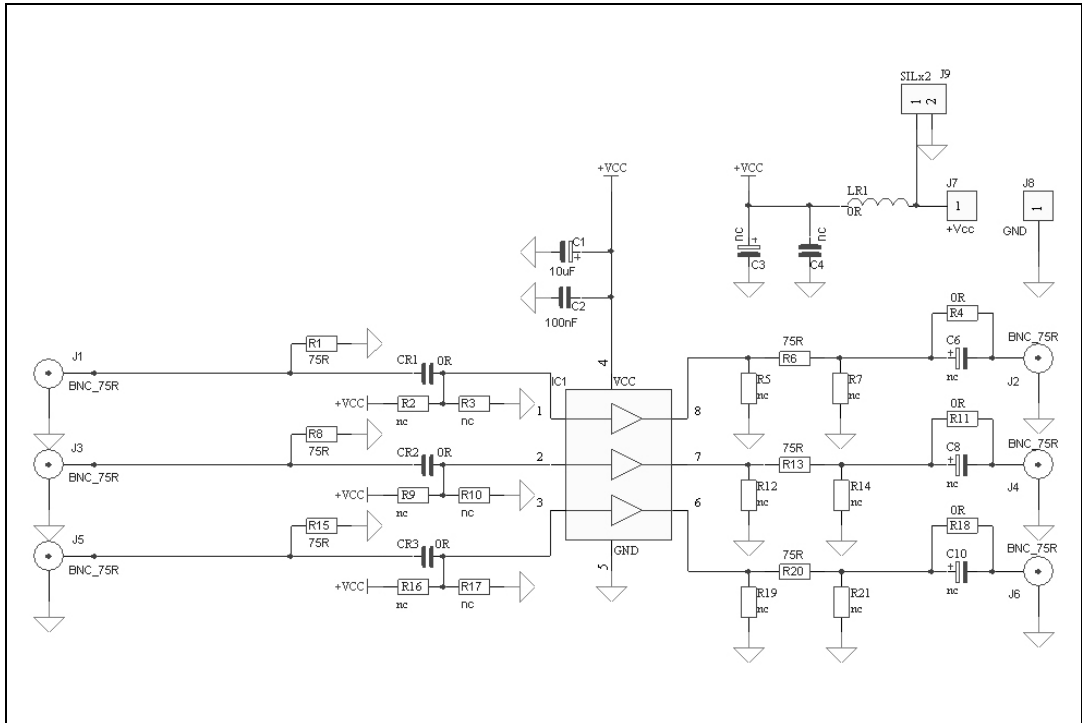 SILx2 J9
1 2
+VCC
+VCC
LR1
0R
J7
1
+Vcc
J8
1
GND
nc
C3
nc
C4
C1
10uF
C2
100nF
J1
BNC_75R
R1
75R
CR1 0R
+VCC
R2
nc
R3
nc
J3
BNC_75R
R8
75R
CR2 0R
+VCC
R9
nc
R10
nc
J5
BNC_75R
R15
75R
CR3 0R
+VCC
R16
nc
R17
nc
IC1
4
VCC
1
2
3
8
7
6
GND
5
R5
nc
75R
R6
R7
nc
0R
R4
C6
nc
BNC_75R
J2
R12
nc
75R
R13
R14
nc
0R
R11
C8
nc
BNC_75R
J4
R19
nc
75R
R20
R21
nc
0R
R18
C10
nc
BNC_75R
J6